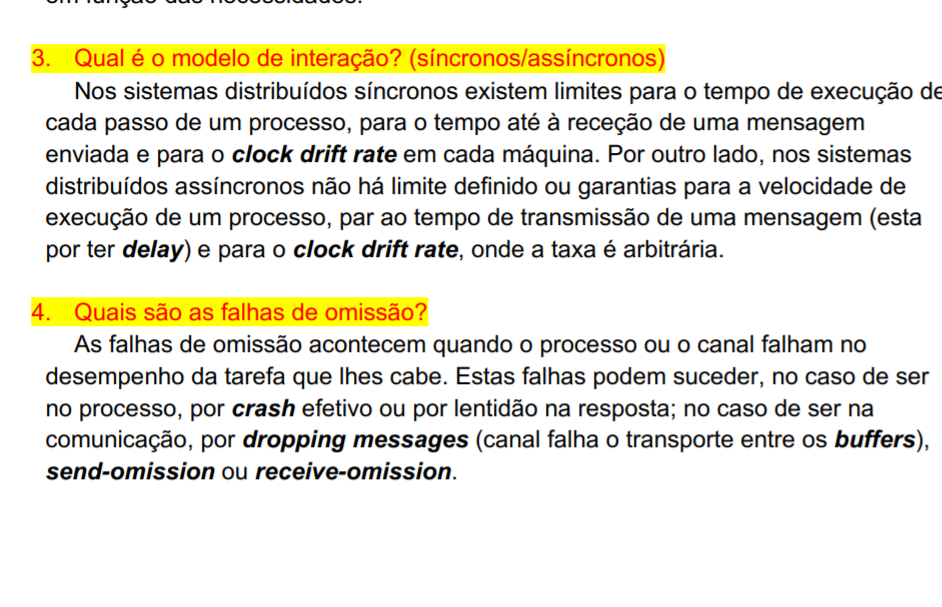 em função das necessidades.
3. Qual é o modelo de interação? (síncronos/assíncronos)
Nos sistemas distribuídos síncronos existem limites para o tempo de execução de
cada passo de um processo, para o tempo até à receção de uma mensagem
enviada e para o clock drift rate em cada máquina. Por outro lado, nos sistemas
distribuídos assíncronos não há limite definido ou garantias para a velocidade de
execução de um processo, par ao tempo de transmissão de uma mensagem (esta
por ter delay) e para o clock drift rate, onde a taxa é arbitrária.
4. Quais são as falhas de omissão?
As falhas de omissão acontecem quando o processo ou o canal falham no
desempenho da tarefa que lhes cabe. Estas falhas podem suceder, no caso de ser
no processo, por crash efetivo ou por lentidão na resposta; no caso de ser na
comunicação, por dropping messages (canal falha o transporte entre os buffers),
send-omission ou receive-omission.